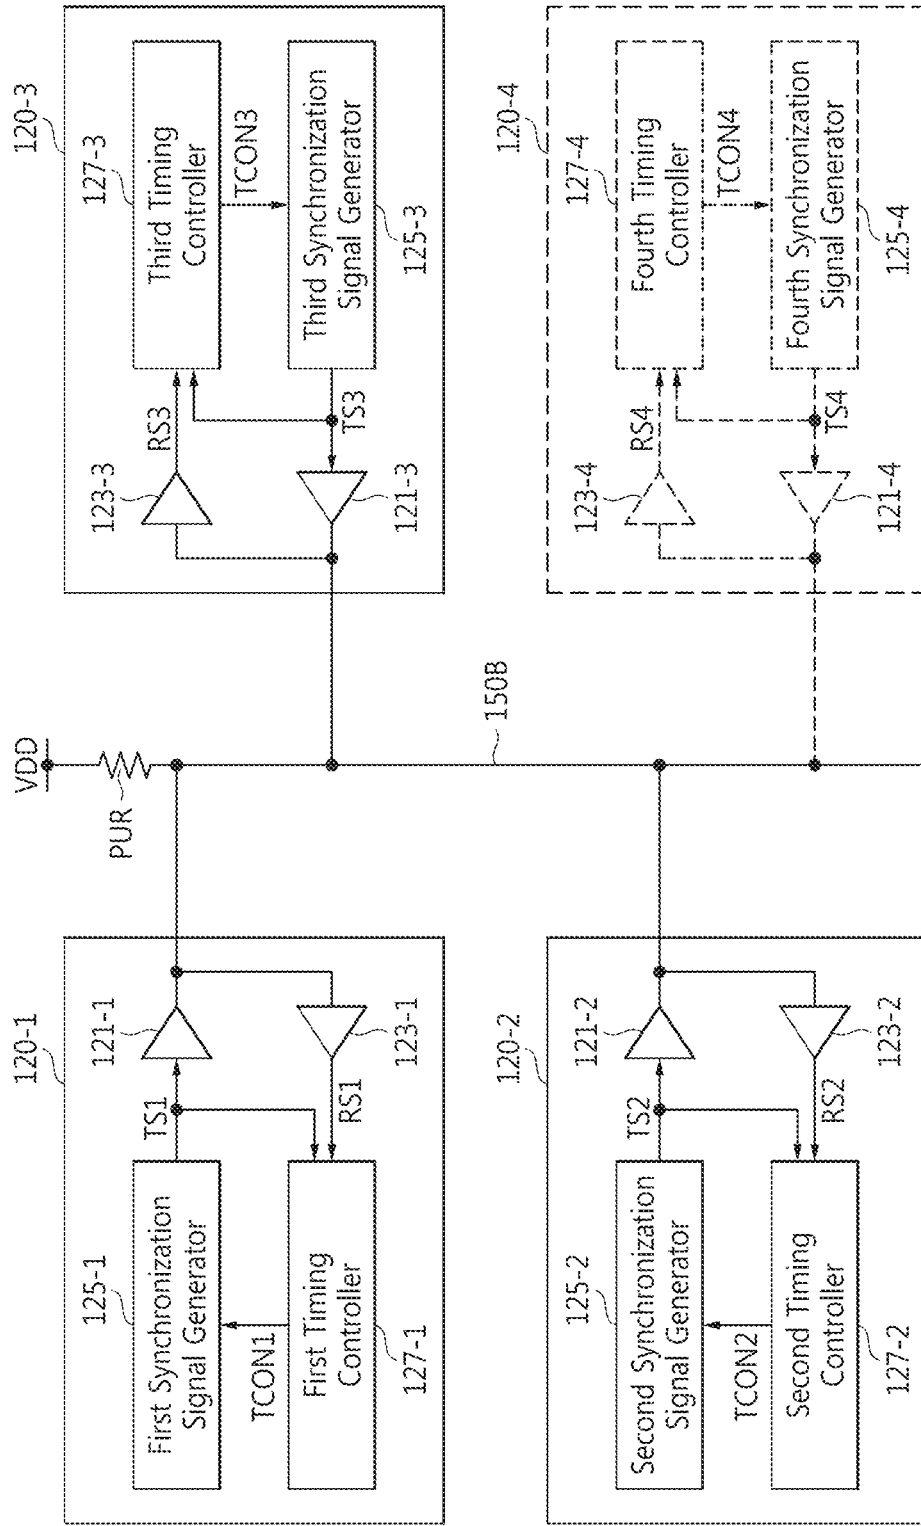 120-1
125-1
First Synchronization
Signal Generator
TS1
121-1
TCON1
First Timing
Controller
127-1
RS1
123-1
VDD
PUR
150B
120-3
123-3
RS3
127-3
Third Timing
Controller
TCON3
121-3
TS3
Third Synchronization
Signal Generator
125-3
120-2
125-2
Second Synchronization
Signal Generator
TS2
121-2
TCON2
Second Timing
Controller
127-2
RS2
123-2
120-4
123-4
RS4
127-4
Fourth Timing
Controller
TCON4
121-4
TS4
Fourth Synchronization
Signal Generator
125-4